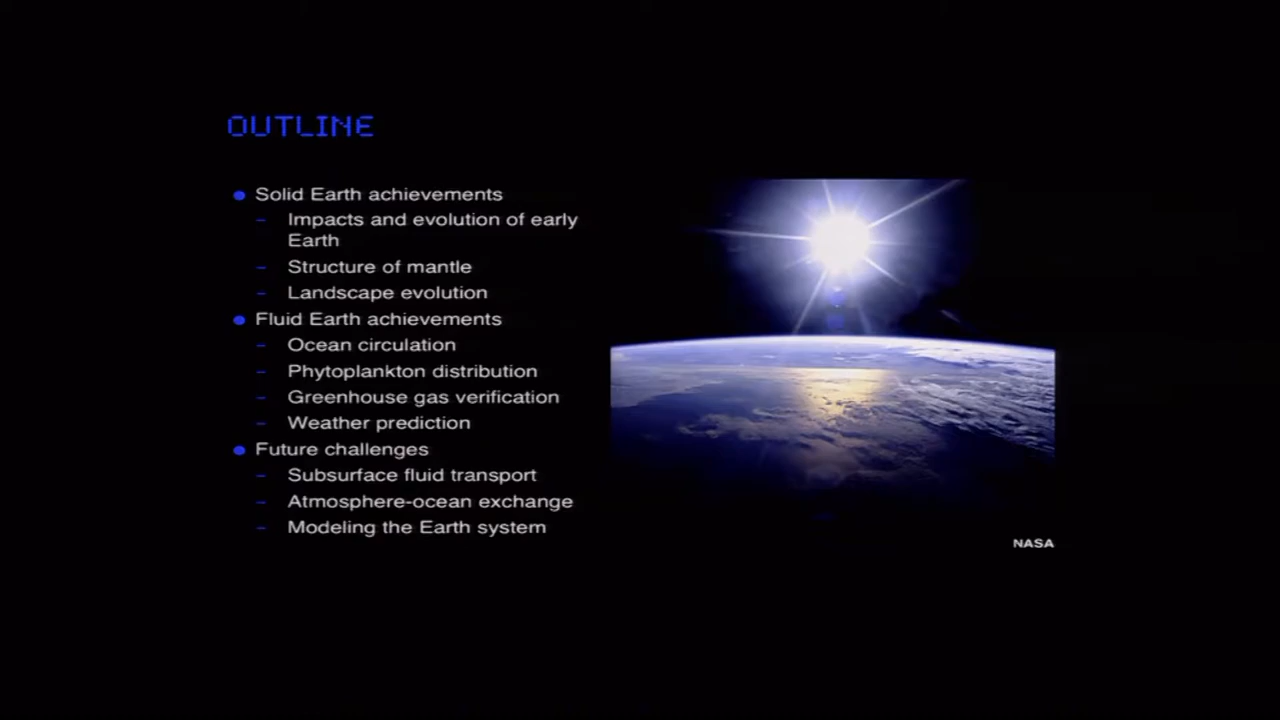 OUTLINE
Solid Earth achievements
Impacts and evolution of early
Earth
Structure of mantle
Landscape evolution
Fluid Earth achievements
Ocean circulation
Phytoplankton distribution
Greenhouse gas verification
Weather prediction
Future challenges
Subsurface fluid transport
Atmosphere-ocean exchange
Modeling the Earth system
NASA